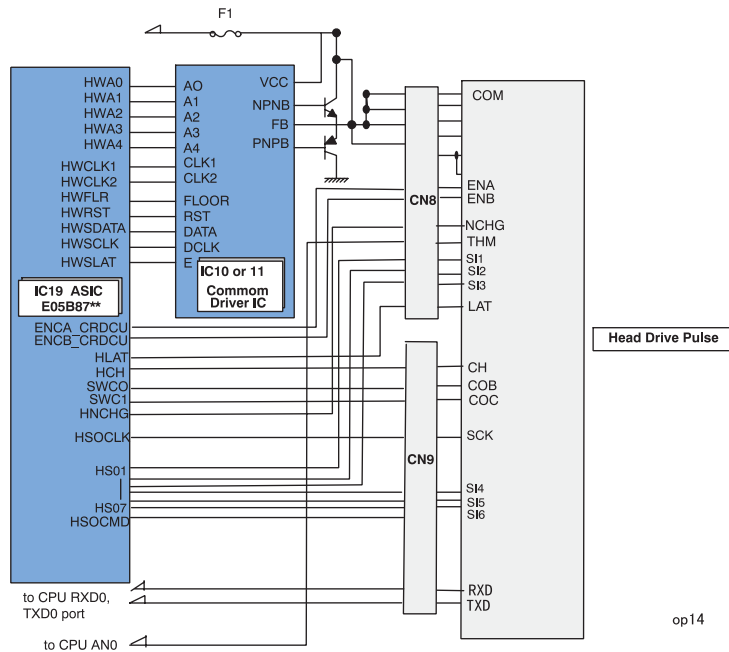 F1
HWA0
HWA1
HWA2
HWA3
HWA4
HWCLK1
HWCLK2
HWFLR
HWRST
HWSDATA
HWSCLK
HWSLAT
IC19 ASIC
E05B87**
ENCA_CRDCU
ENCB_CRDCU
HLAT
HCH
SWC0
SWC1
HNCHG
HSOCLK
HS01
HS07
HSOCMD
AO
A1
A2
A3
A4
CLK1
CLK2
FLOOR
RST
DATA
DCLK
E
VCC
NPNB
FB
PNPB
IC10 or 11
Commom
Driver IC
CN8
CN9
COM
ENA
ENB
NCHG
THM
SI1
SI2
SI3
LAT
CH
COB
COC
SCK
SI4
SI5
SI6
RXD
TXD
Head Drive Pulse
to CPU RXD0,
TXD0 port
to CPU AN0
op14